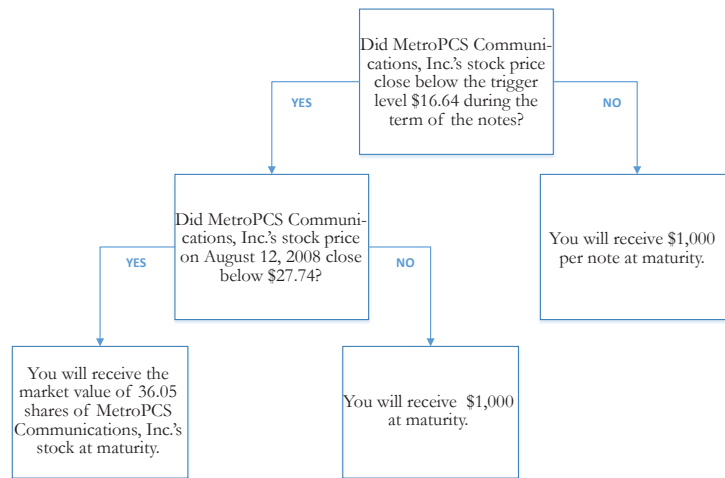 Did MetroPCS Communi-
cations, Inc.'s stock price
close below the trigger
level $16.64 during the
term of the notes?
YES
NO
Did MetroPCS Communi-
cations, Inc.'s stock price
on August 12, 2008 close
below $27.74?
You will receive $1,000
per note at maturity.
YES
NO
You will receive the
market value of 36.05
shares of MetroPCS
Communications, Inc.'s
stock at maturity.
You will receive $1,000
at maturity.